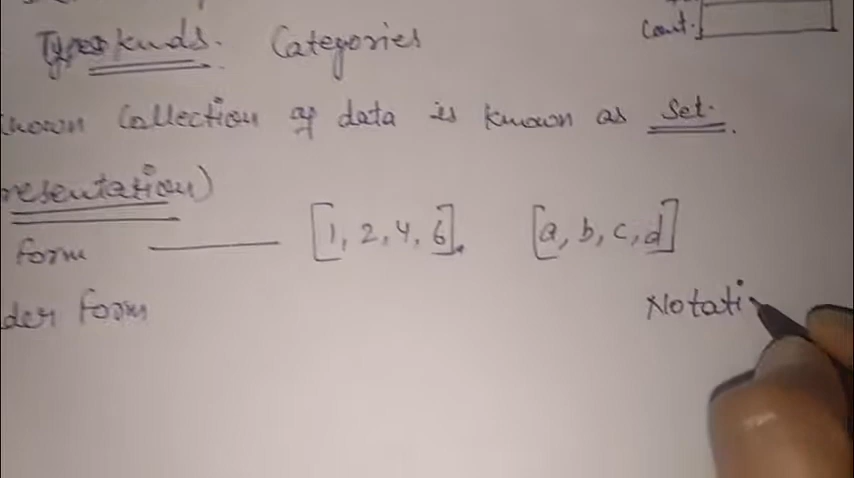 Types kinds. Categories
Cont.
known Collection of data is known as Set.
resentation)
form [1, 2, 4, 6]. [a, b, c, d]
der form
Notati